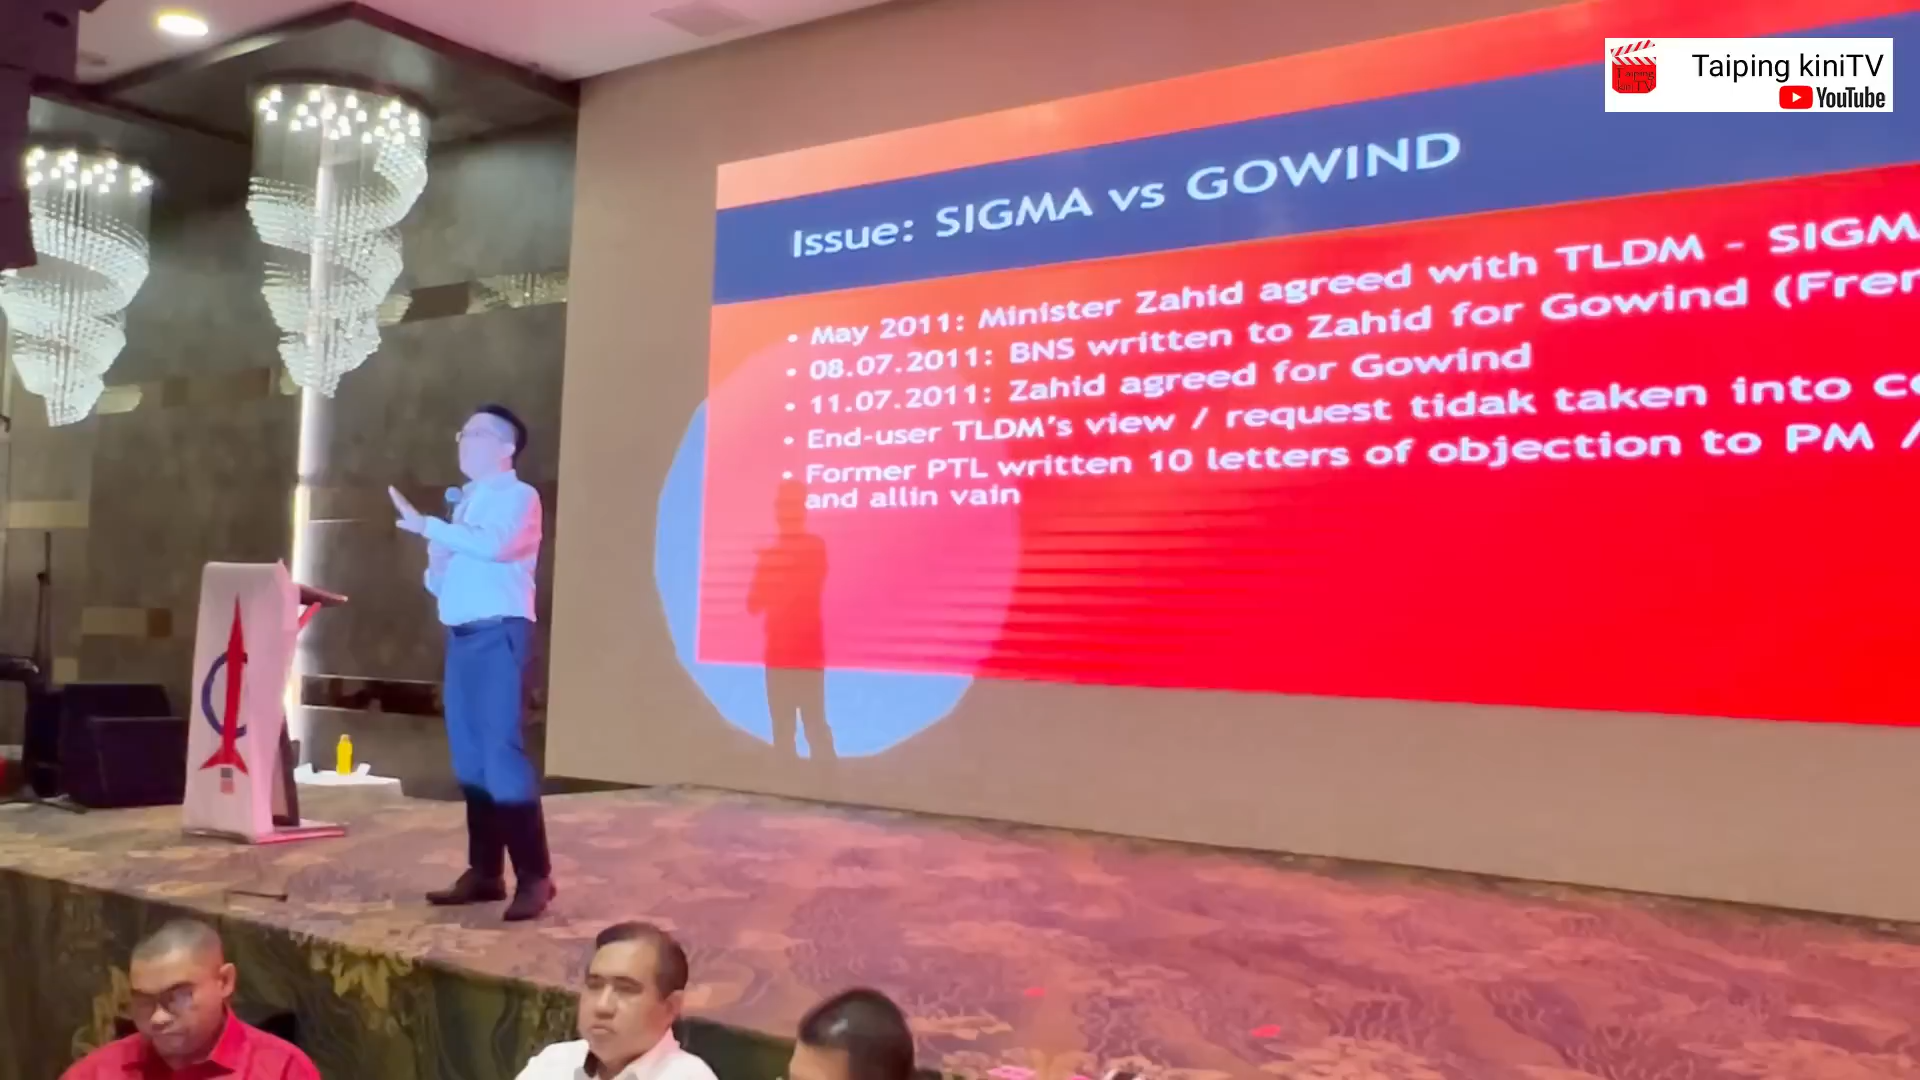 Taiping kiniTV
YouTube
Taiping
kiniTV
Issue: SIGMA vs GOWIND
• May 2011: Minister Zahid agreed with TLDM - SIGM
• 08.07.2011: BNS written to Zahid for Gowind (Fren
• 11.07.2011: Zahid agreed for Gowind
• End-user TLDM's view / request tidak taken into c
• Former PTL written 10 letters of objection to PM /
and allin vain